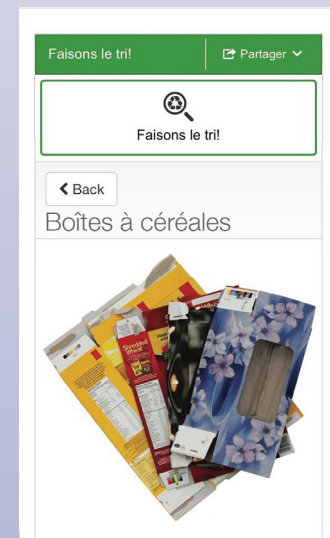 Faisons le tri!
Partager
Faisons le tri!
Back
Boîtes à céréales
Shredded
Wheat